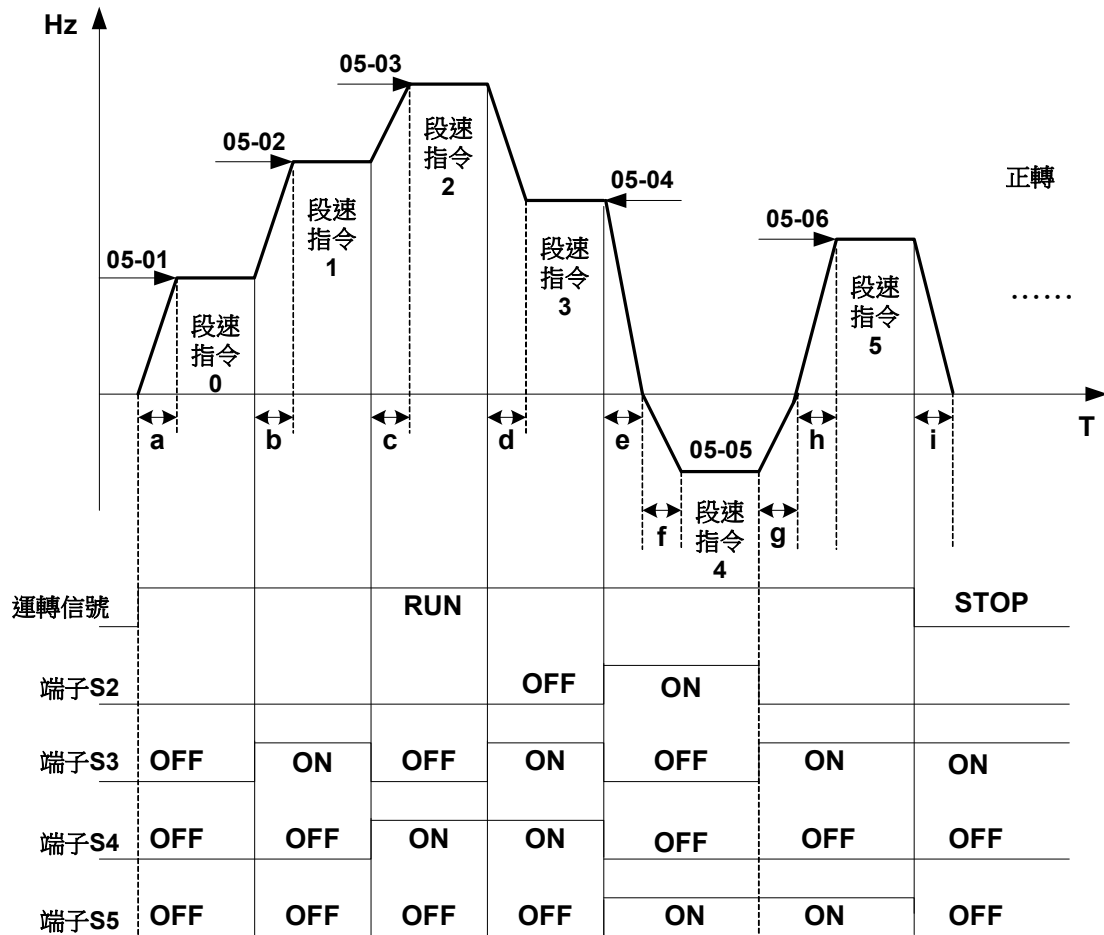 Hz
05-03
05-02
05-04
05-01
05-06
正轉
段速
指令
2
段速
指令
1
段速
指令
3
段速
指令
5
……
段速
指令
0
a
b
c
d
e
h
i
T
05-05
f
g
段速
指令
4
運轉信號 RUN STOP
端子S2 OFF ON
端子S3 OFF ON OFF ON OFF ON ON
端子S4 OFF OFF ON ON OFF OFF OFF
端子S5 OFF OFF OFF OFF ON ON OFF